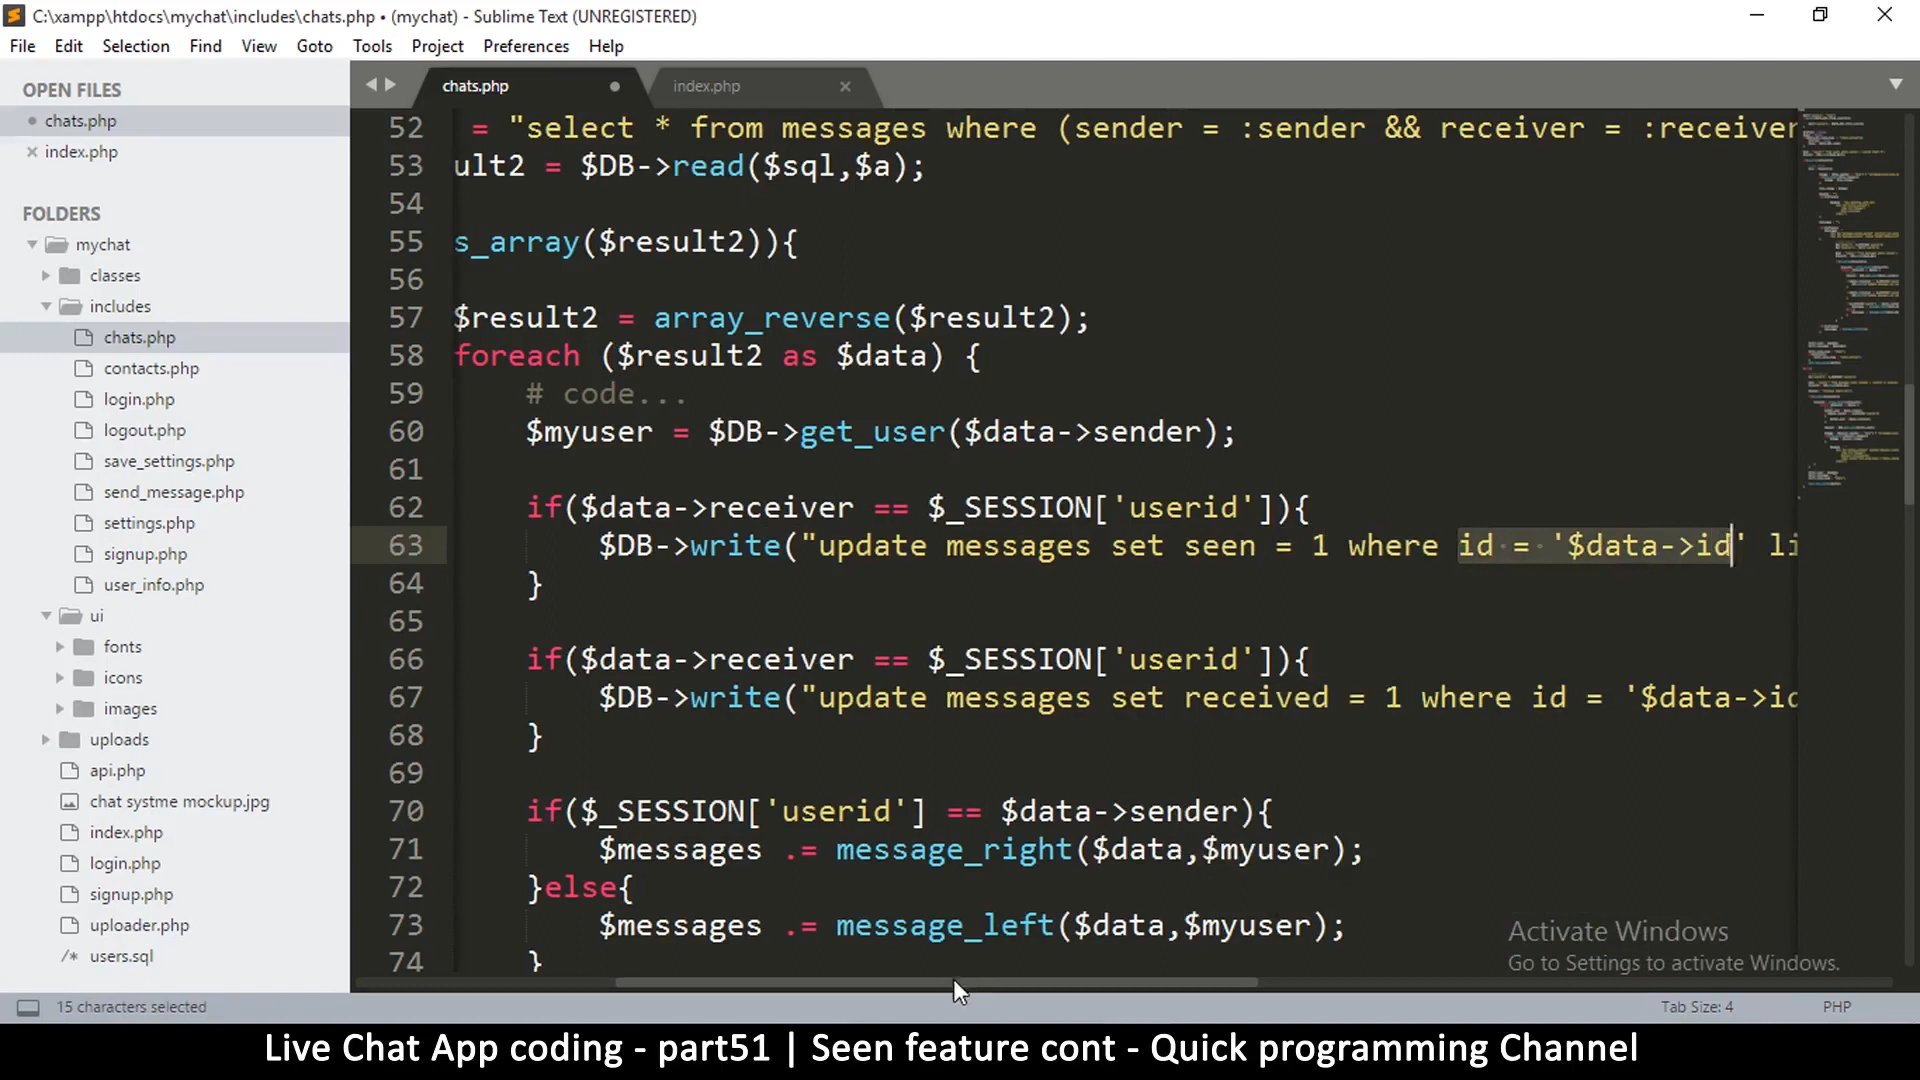 C:\xampp\htdocs\mychat\includes\chats.php • (mychat) - Sublime Text (UNREGISTERED)
File Edit Selection Find View Goto Tools Project Preferences Help
OPEN FILES
chats.php
index.php
FOLDERS
mychat
classes
includes
chats.php
contacts.php
login.php
logout.php
save_settings.php
send_message.php
settings.php
signup.php
user_info.php
ui
fonts
icons
images
uploads
api.php
chat systme mockup.jpg
index.php
login.php
signup.php
uploader.php
/* users.sql
chats.php index.php
52 = "select * from messages where (sender = :sender && receiver = :receiver
53 ult2 = $DB->read($sql,$a);
54
55 s_array($result2)){
56
57 $result2 = array_reverse($result2);
58 foreach ($result2 as $data) {
59 # code...
60 $myuser = $DB->get_user($data->sender);
61
62 if($data->receiver == $_SESSION['userid']){
63 $DB->write("update messages set seen = 1 where id = '$data->id' li
64 }
65
66 if($data->receiver == $_SESSION['userid']){
67 $DB->write("update messages set received = 1 where id = '$data->id
68 }
69
70 if($_SESSION['userid'] == $data->sender){
71 $messages .= message_right($data,$myuser);
72 }else{
73 $messages .= message_left($data,$myuser);
74 }
Activate Windows
Go to Settings to activate Windows.
15 characters selected Tab Size: 4 PHP
Live Chat App coding - part51 | Seen feature cont - Quick programming Channel